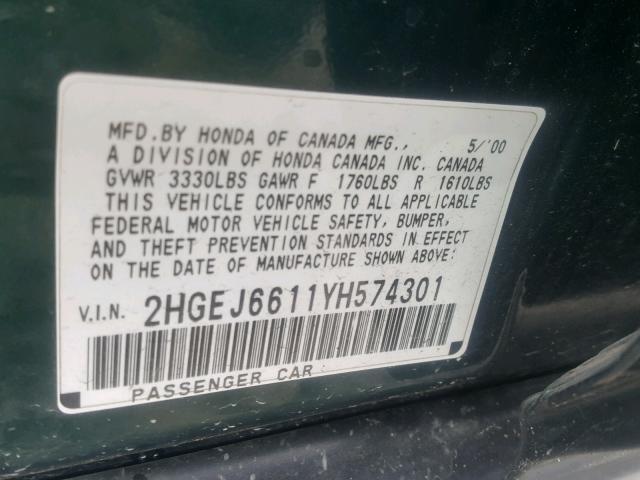 MFD.BY HONDA OF CANADA MFG., 5/'00
A DIVISION OF HONDA CANADA INC. CANADA
GVWR 3330LBS GAWR F 1760LBS R 1610LBS
THIS VEHICLE CONFORMS TO ALL APPLICABLE
FEDERAL MOTOR VEHICLE SAFETY, BUMPER,
AND THEFT PREVENTION STANDARDS IN EFFECT
ON THE DATE OF MANUFACTURE SHOWN ABOVE:
V.I.N. 2HGEJ6611YH574301
PASSENGER CAR